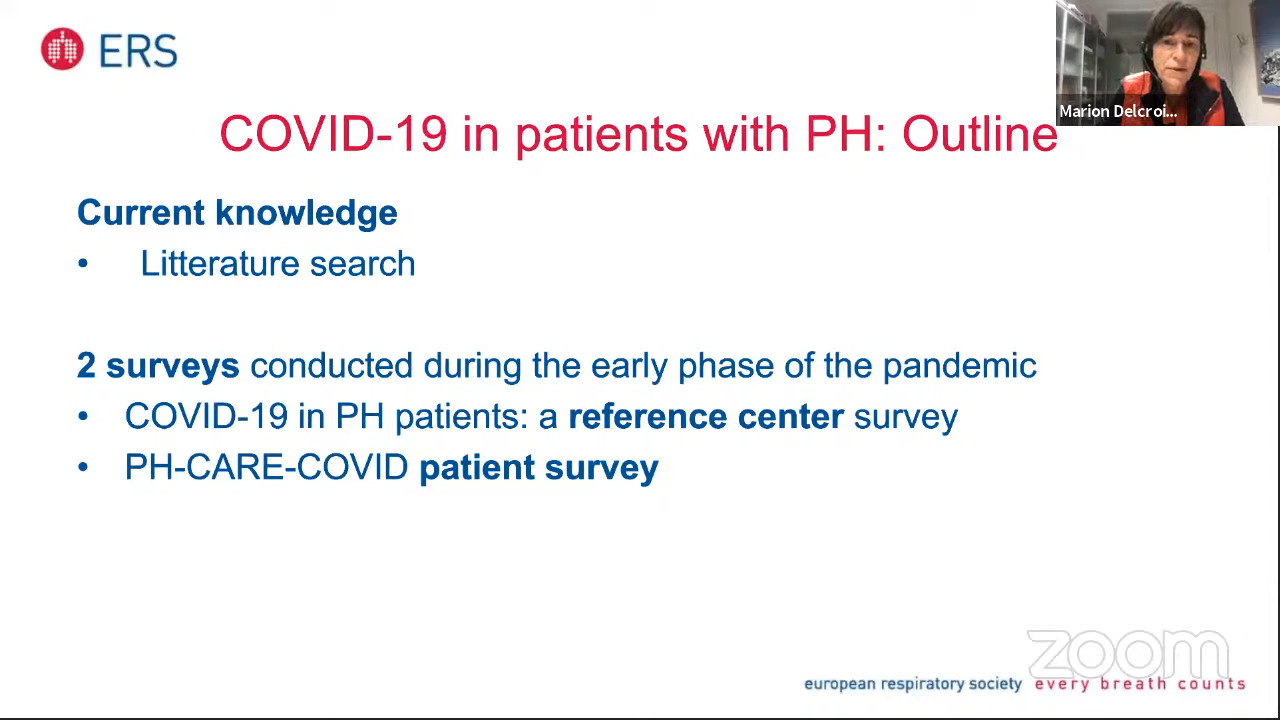 ERS
Marion Delcroi...
COVID-19 in patients with PH: Outline
Current knowledge
• Litterature search
2 surveys conducted during the early phase of the pandemic
• COVID-19 in PH patients: a reference center survey
• PH-CARE-COVID patient survey
zoom
european respiratory society every breath counts